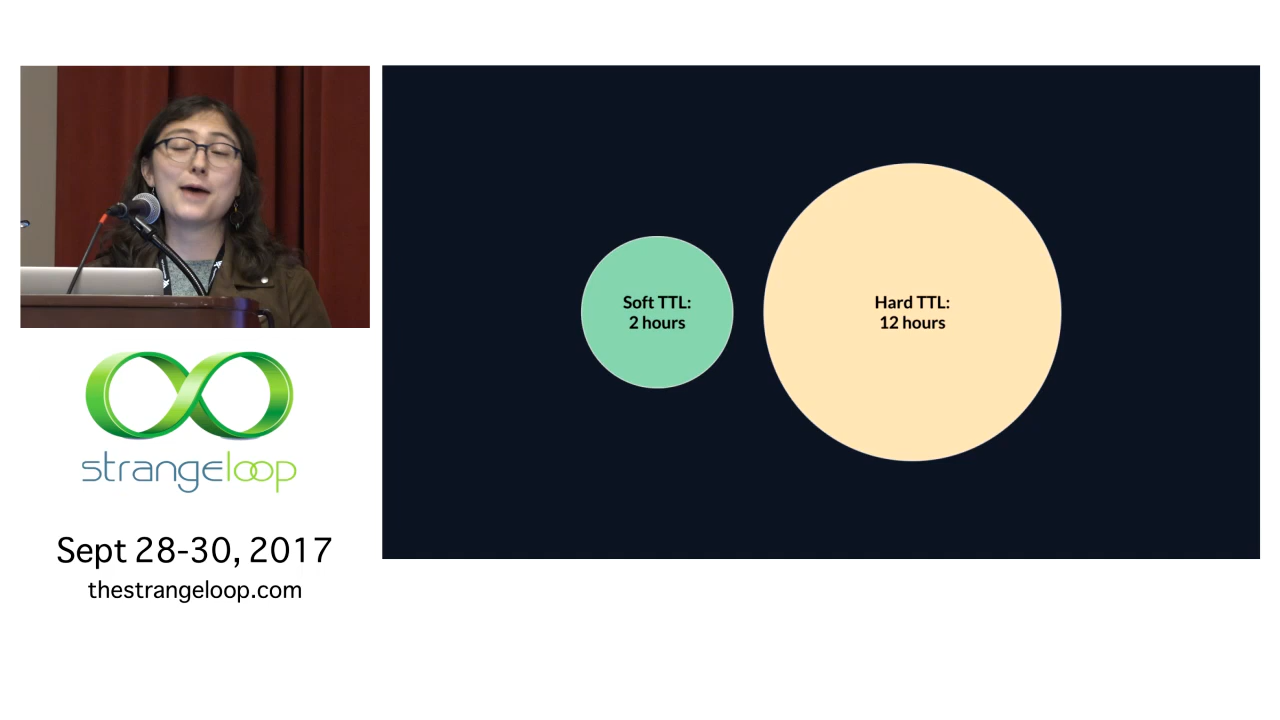 Soft TTL:
2 hours
Hard TTL:
12 hours
strangeloop
Sept 28-30, 2017
thestrangeloop.com